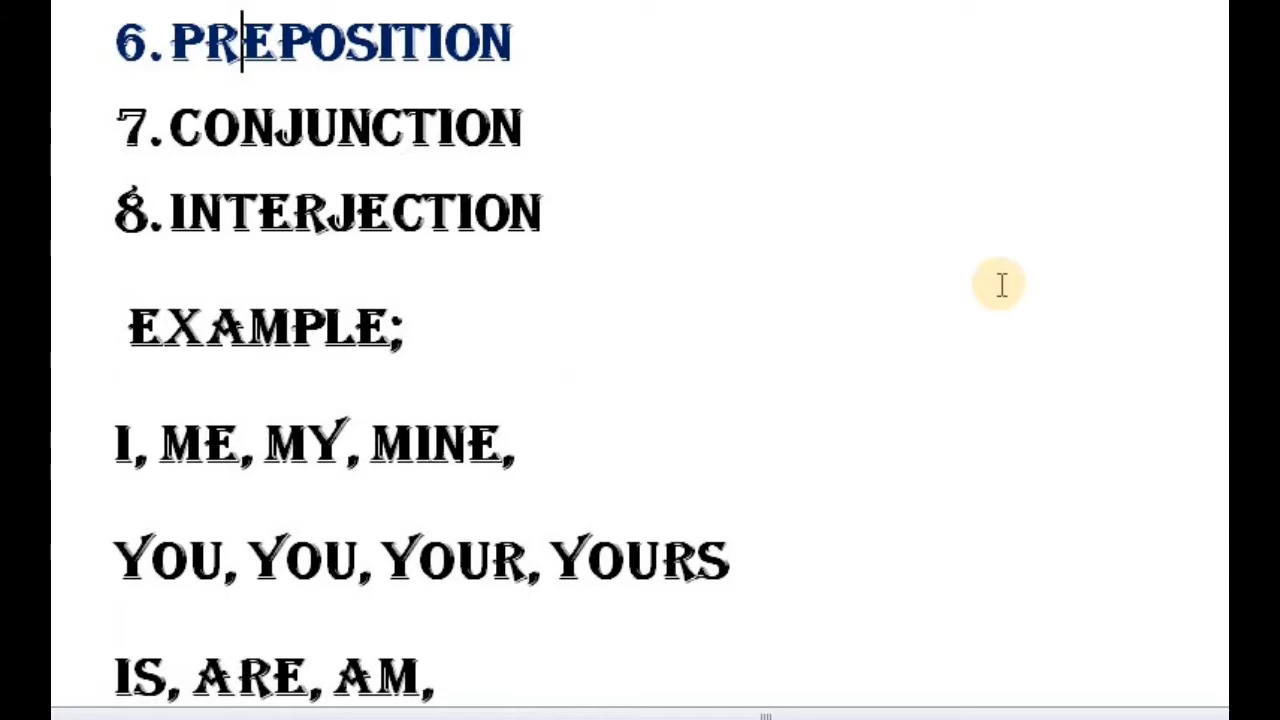 6. PREPOSITION
7. CONJUNCTION
8. INTERJECTION
EXAMPLE;
I, ME, MY, MINE,
YOU, YOU, YOUR, YOURS
IS, ARE, AM,